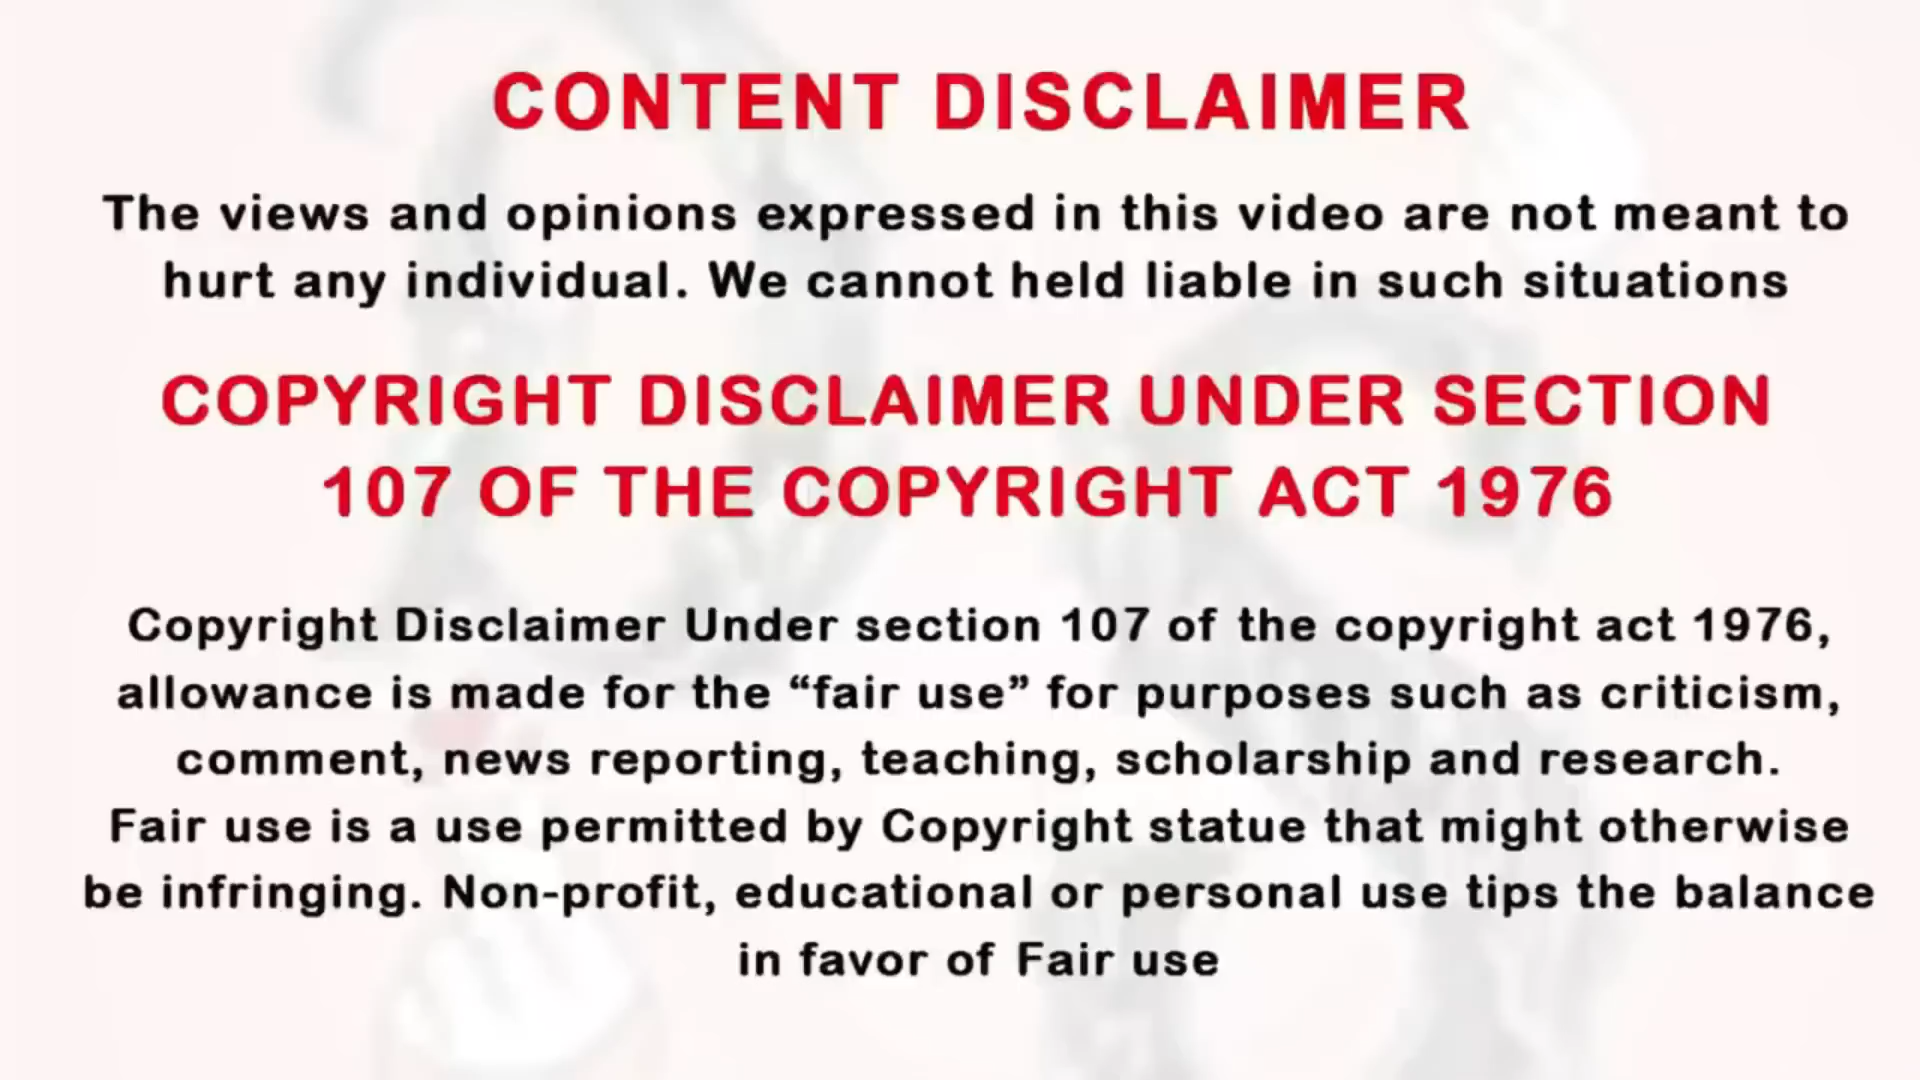 CONTENT DISCLAIMER
The views and opinions expressed in this video are not meant to
hurt any individual. We cannot held liable in such situations
COPYRIGHT DISCLAIMER UNDER SECTION
107 OF THE COPYRIGHT ACT 1976
Copyright Disclaimer Under section 107 of the copyright act 1976,
allowance is made for the “fair use” for purposes such as criticism,
comment, news reporting, teaching, scholarship and research.
Fair use is a use permitted by Copyright statue that might otherwise
be infringing. Non-profit, educational or personal use tips the balance
in favor of Fair use